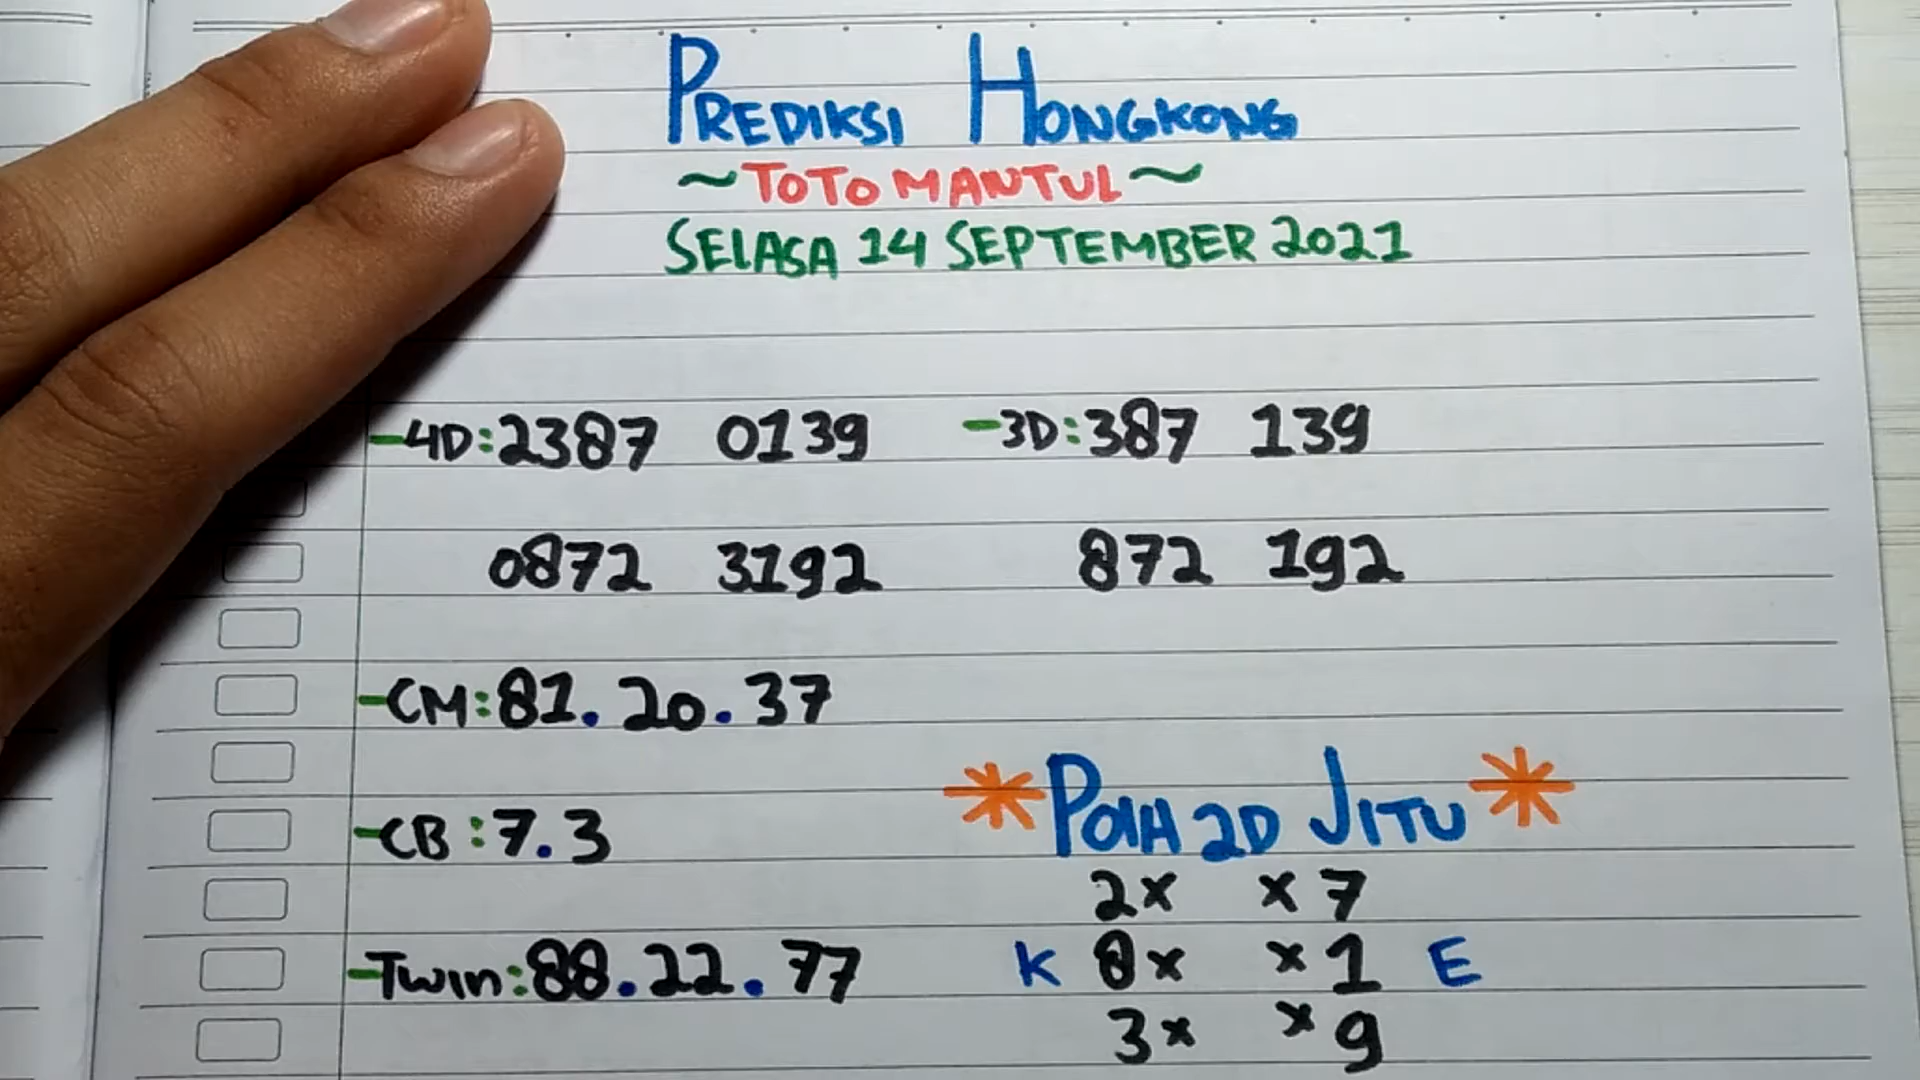 PREDIKSI HONGKONG
~TOTO MANTUL~
SELASA 14 SEPTEMBER 2021
-4D:2387 0139 -3D:387 139
0872 3192 872 192
-CM:81.20.37
*POLA 2D JITU*
-CB:7.3
2x x7
-Twin:88.22.77 K 8x x1 E
3x x9